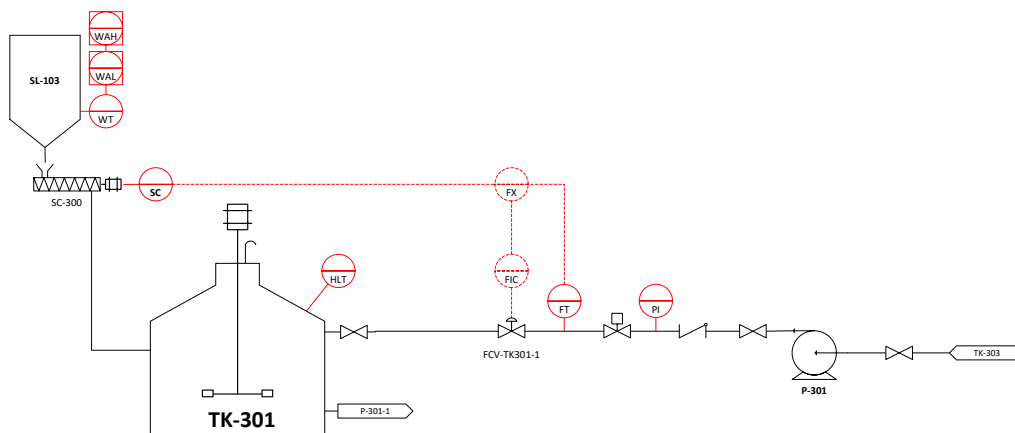 WAH
SL-103
WAL
WT
SC
FX
SC-300
HLT
FIC
FT
PI
FCV-TK301-1
TK-303
P-301
P-301-1
TK-301